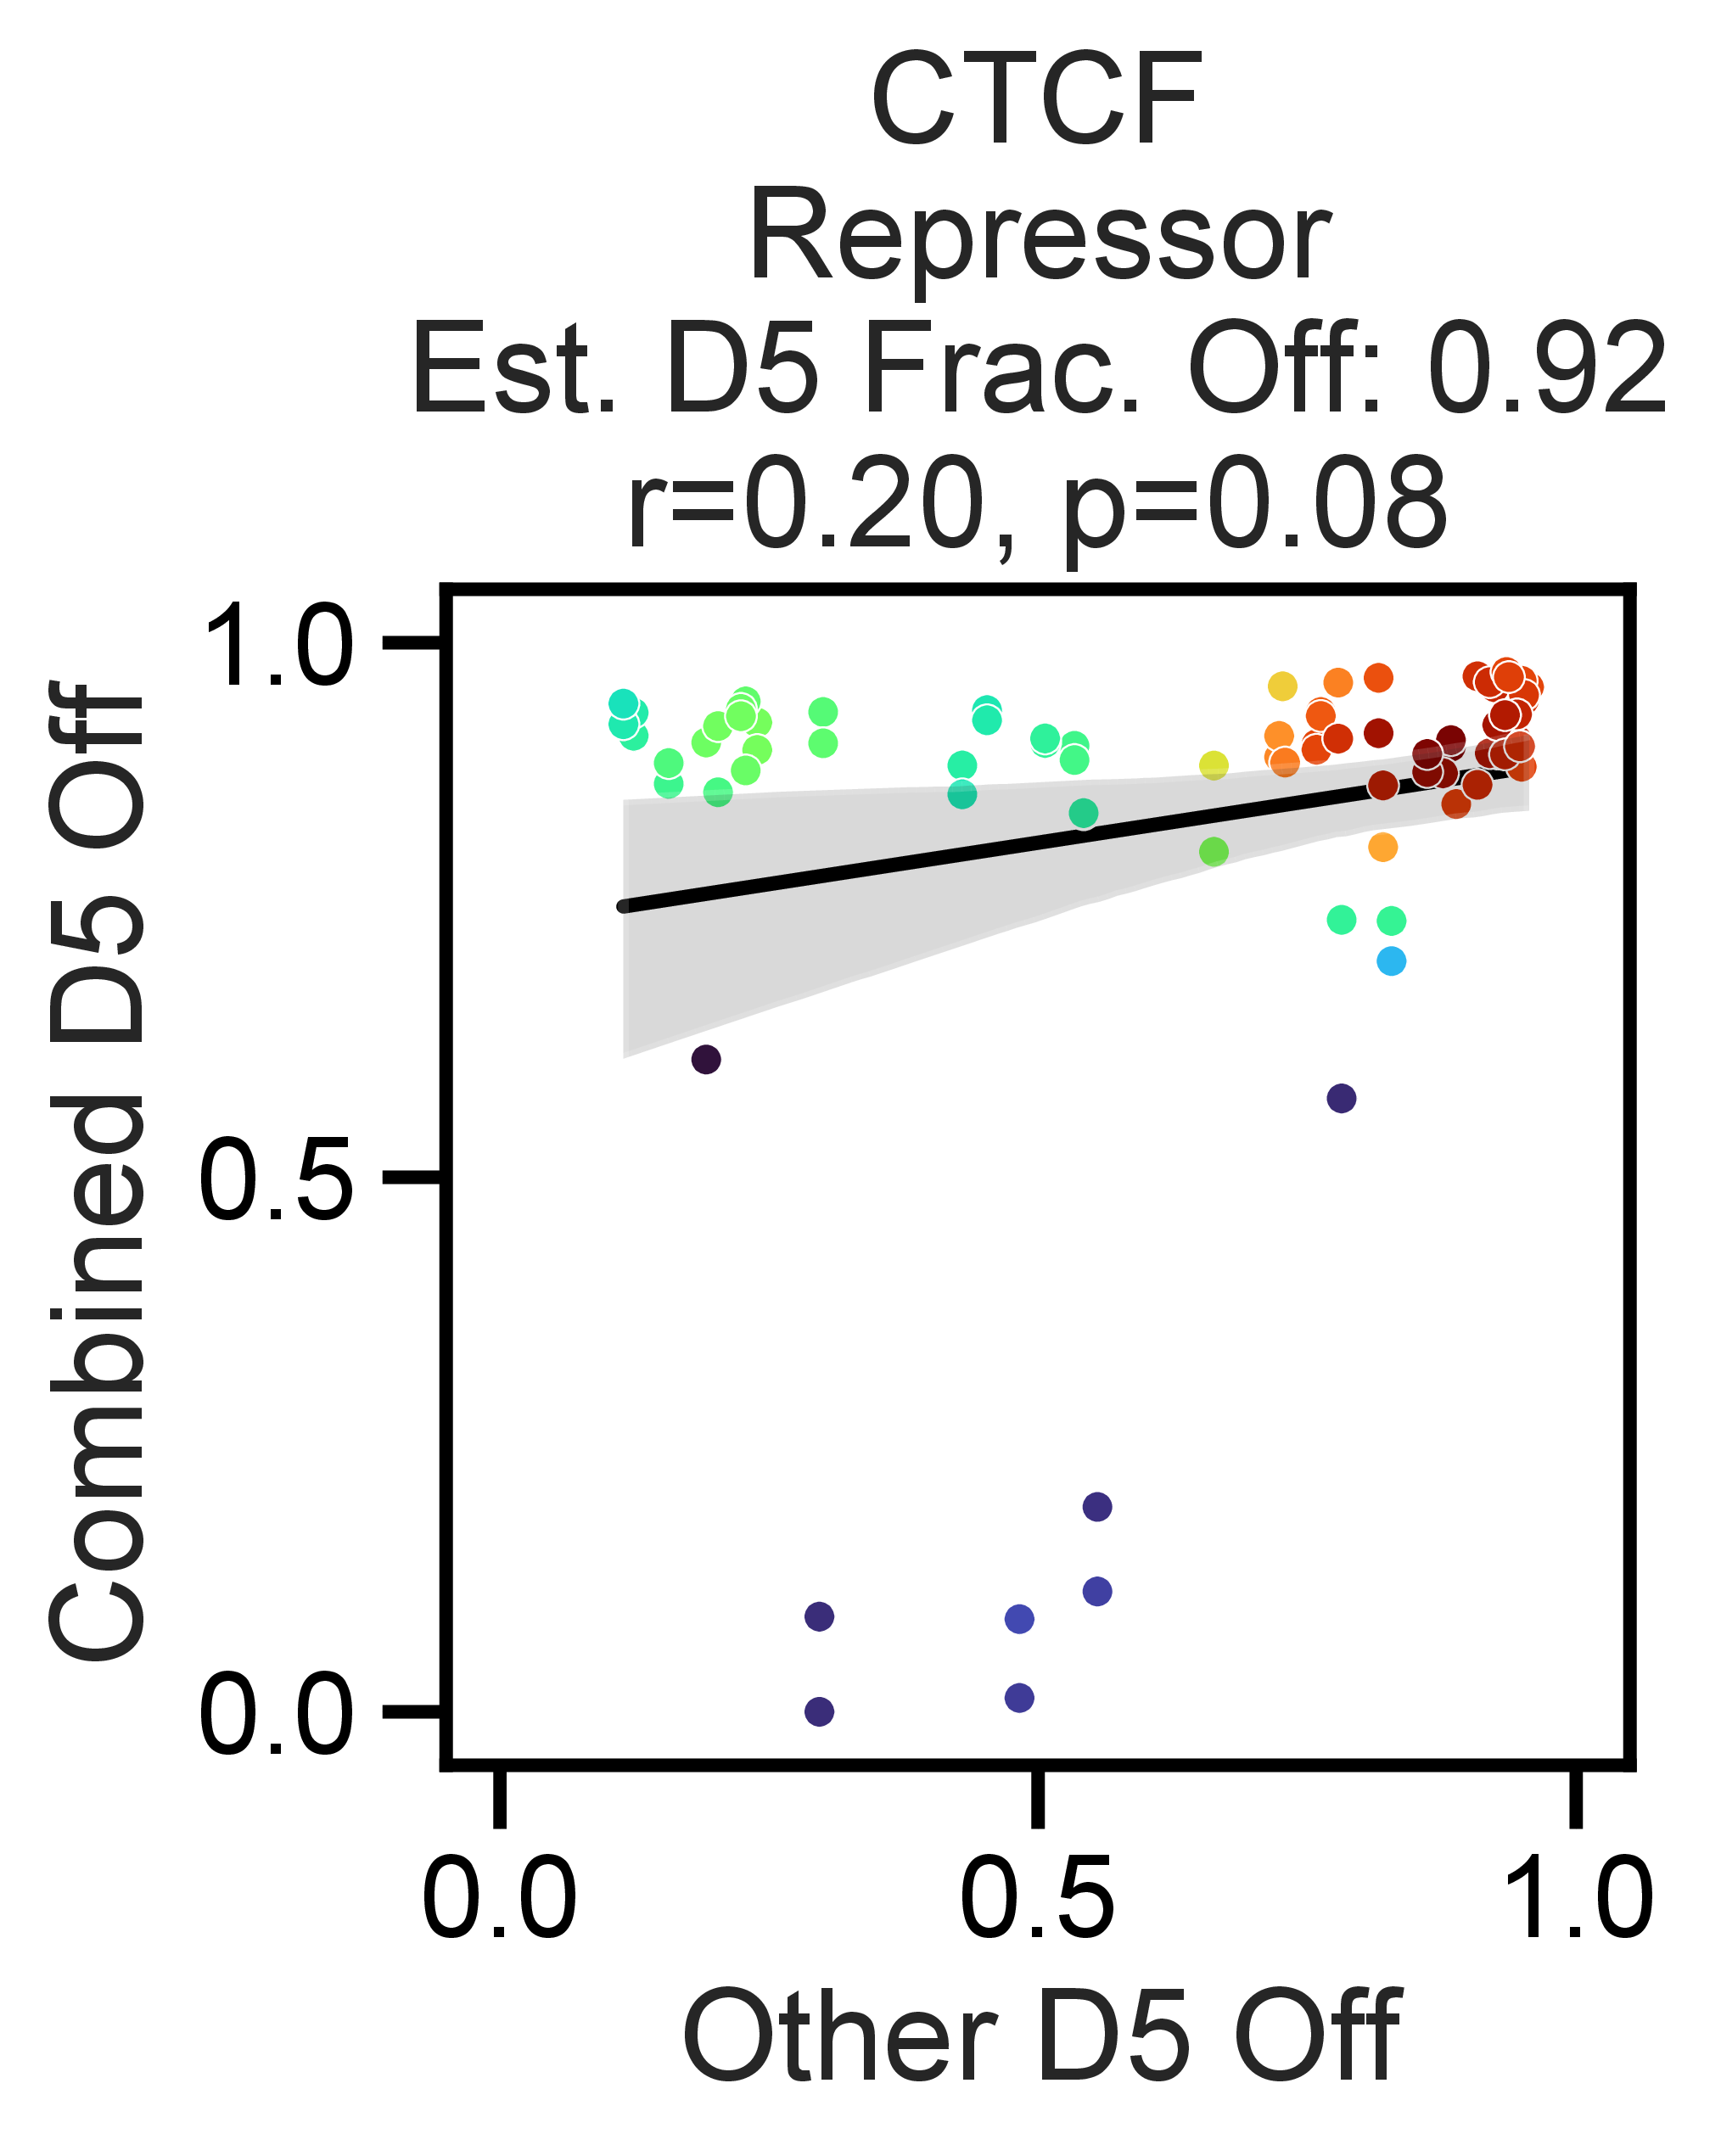 CTCF
Repressor
Est. D5 Frac. Off: 0.92
r=0.20, p=0.08
Combined D5 Off
1.0
0.5
0.0
0.0 0.5 1.0
Other D5 Off